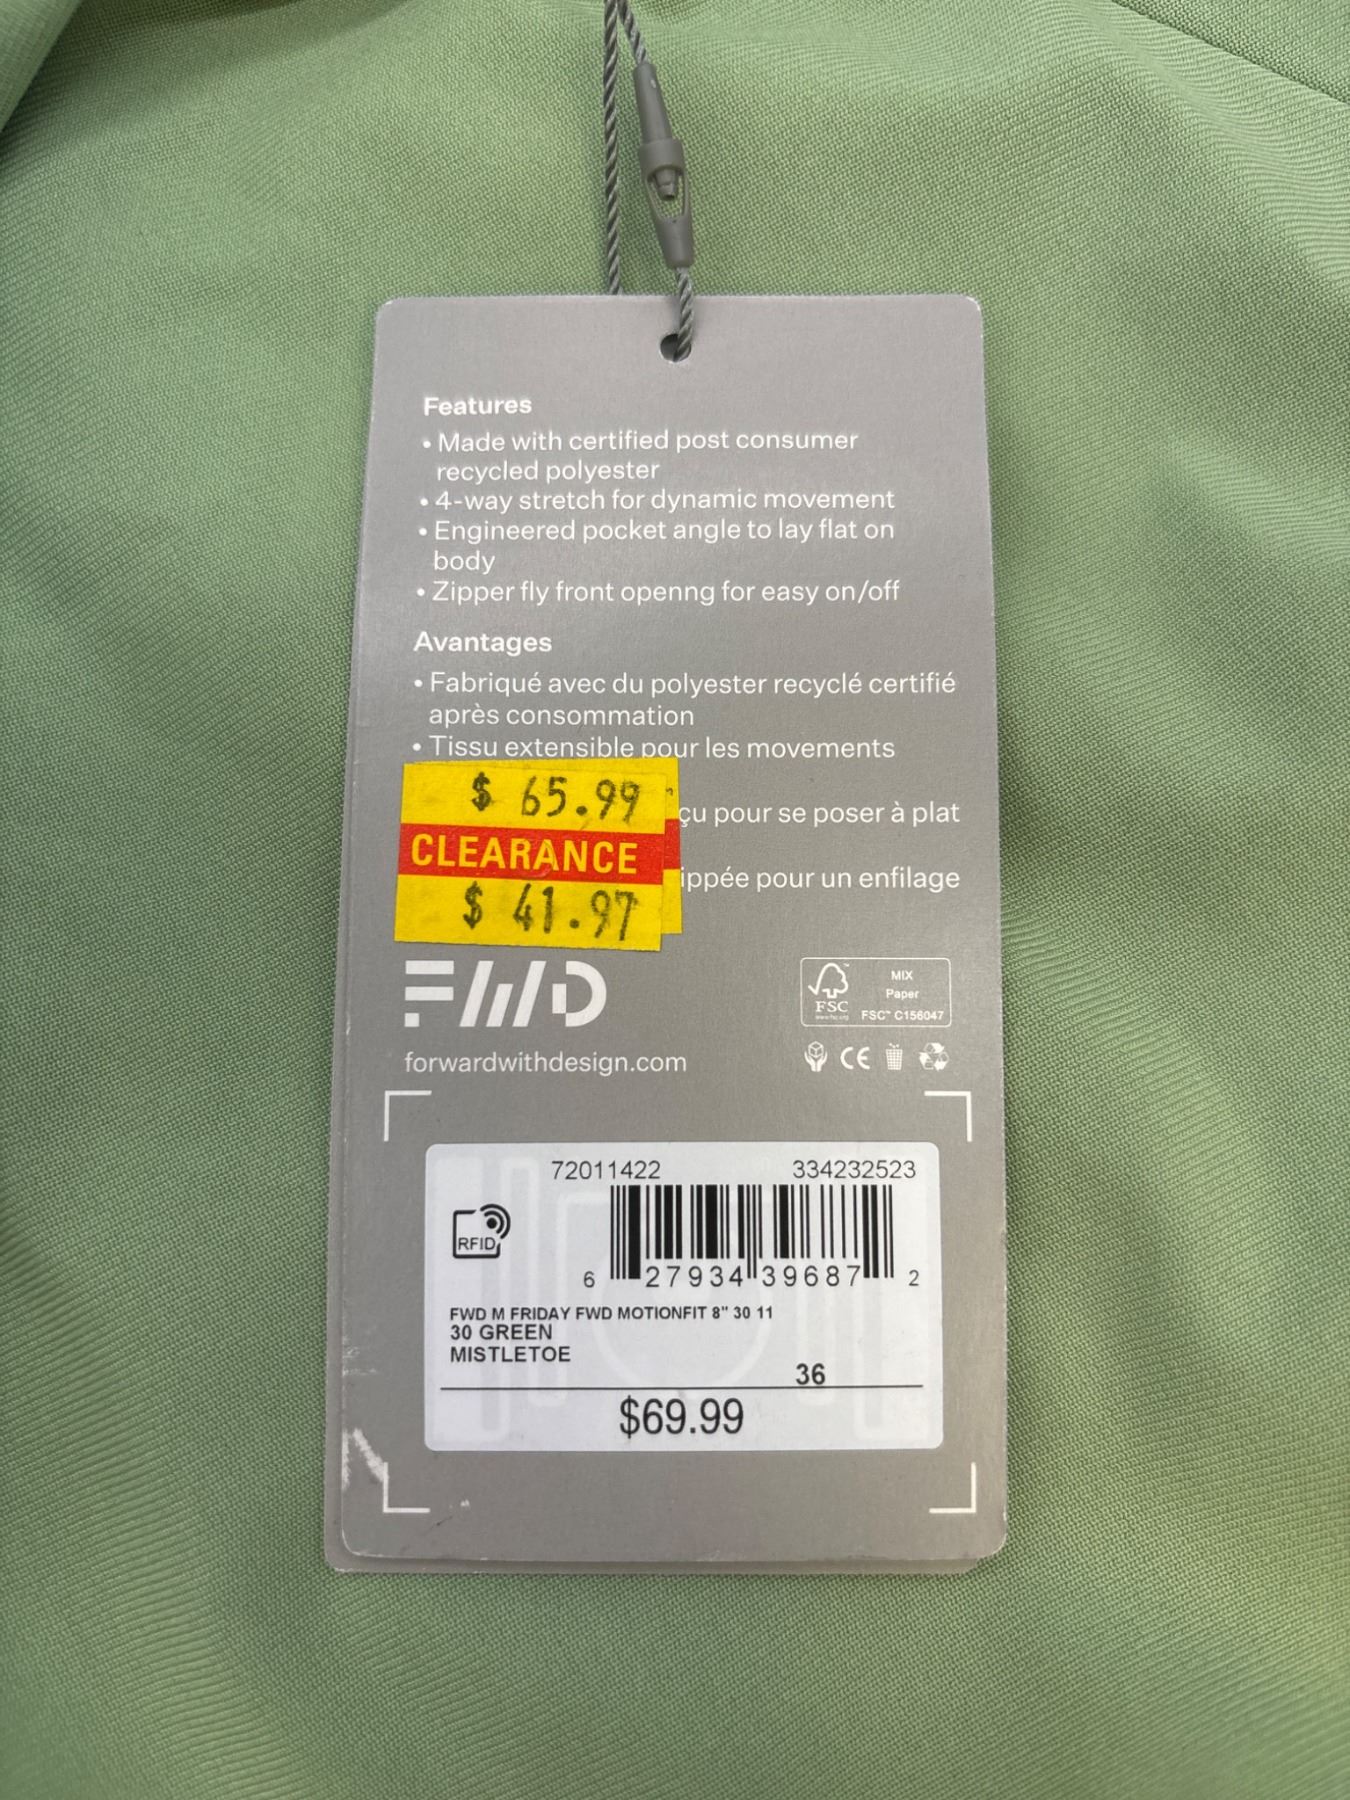 Features
• Made with certified post consumer
recycled polyester
• 4-way stretch for dynamic movement
• Engineered pocket angle to lay flat on
body
• Zipper fly front openng for easy on/off
Avantages
• Fabriqué avec du polyester recyclé certifié
après consommation
• Tissu extensible pour les movements
$ 65.99
çu pour se poser à plat
CLEARANCE
ippée pour un enfilage
$ 41.97
FWD
forwardwithdesign.com
FSC™
www.fsc.org
MIX
Paper
FSC™ C156047
CE
72011422 334232523
RFID
6 27934 39687 2
FWD M FRIDAY FWD MOTIONFIT 8" 30 11
30 GREEN
MISTLETOE
36
$69.99